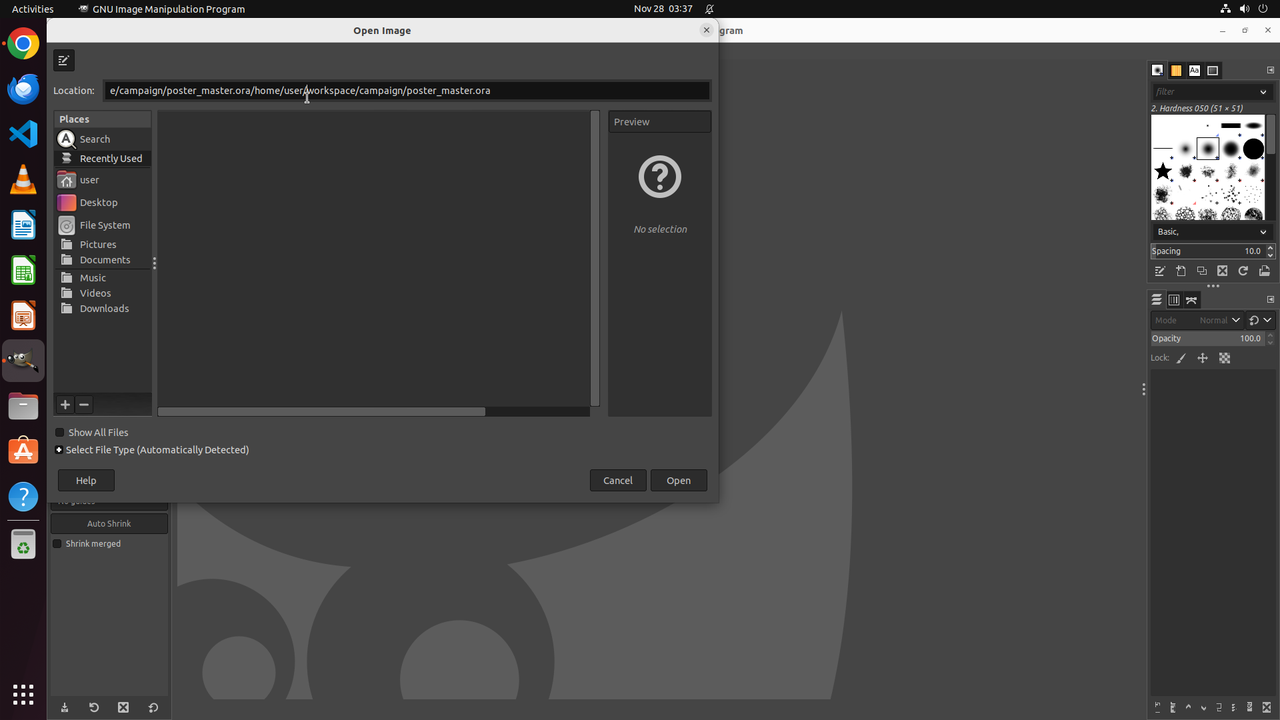 Activities
GNU Image Manipulation Program
Nov 28 03:37
Open Image
gram
Location:
e/campaign/poster_master.ora/home/user/workspace/campaign/poster_master.ora
Places
Search
Recently Used
user
Desktop
File System
Pictures
Documents
Music
Videos
Downloads
Preview
No selection
Show All Files
Select File Type (Automatically Detected)
Help
Cancel
Open
Auto Shrink
Shrink merged
filter
2. Hardness 050 (51 × 51)
Basic,
Spacing
10.0
Mode
Normal
Opacity
100.0
Lock: